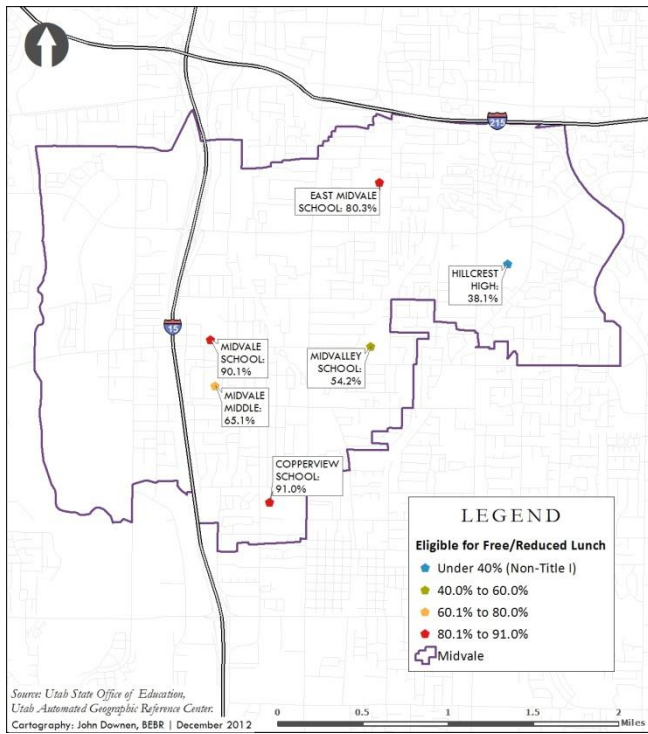 215
EAST MIDVALE
SCHOOL: 80.3%
HILLCREST
HIGH:
38.1%
15
MIDVALE
SCHOOL:
90.1%
MIDVALLEY
SCHOOL:
54.2%
MIDVALE
MIDDLE:
65.1%
COPPERVIEW
SCHOOL:
91.0%
LEGEND
Eligible for Free/Reduced Lunch
Under 40% (Non-Title I)
40.0% to 60.0%
60.1% to 80.0%
80.1% to 91.0%
Midvale
Source: Utah State Office of Education,
Utah Automated Geographic Reference Center.
Cartography: John Downen, BEBR | December 2012
0 0.5 1 1.5 2
Miles